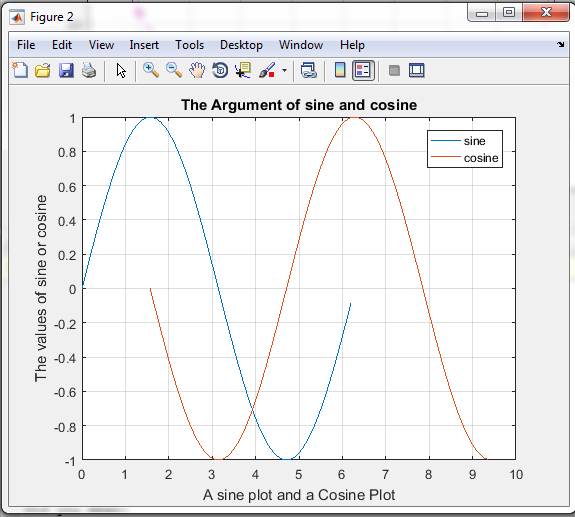 Figure 2
File Edit View Insert Tools Desktop Window Help
The Argument of sine and cosine
1
0.8
0.6
0.4
0.2
0
-0.2
-0.4
-0.6
-0.8
-1
The values of sine or cosine
sine
cosine
0 1 2 3 4 5 6 7 8 9 10
A sine plot and a Cosine Plot